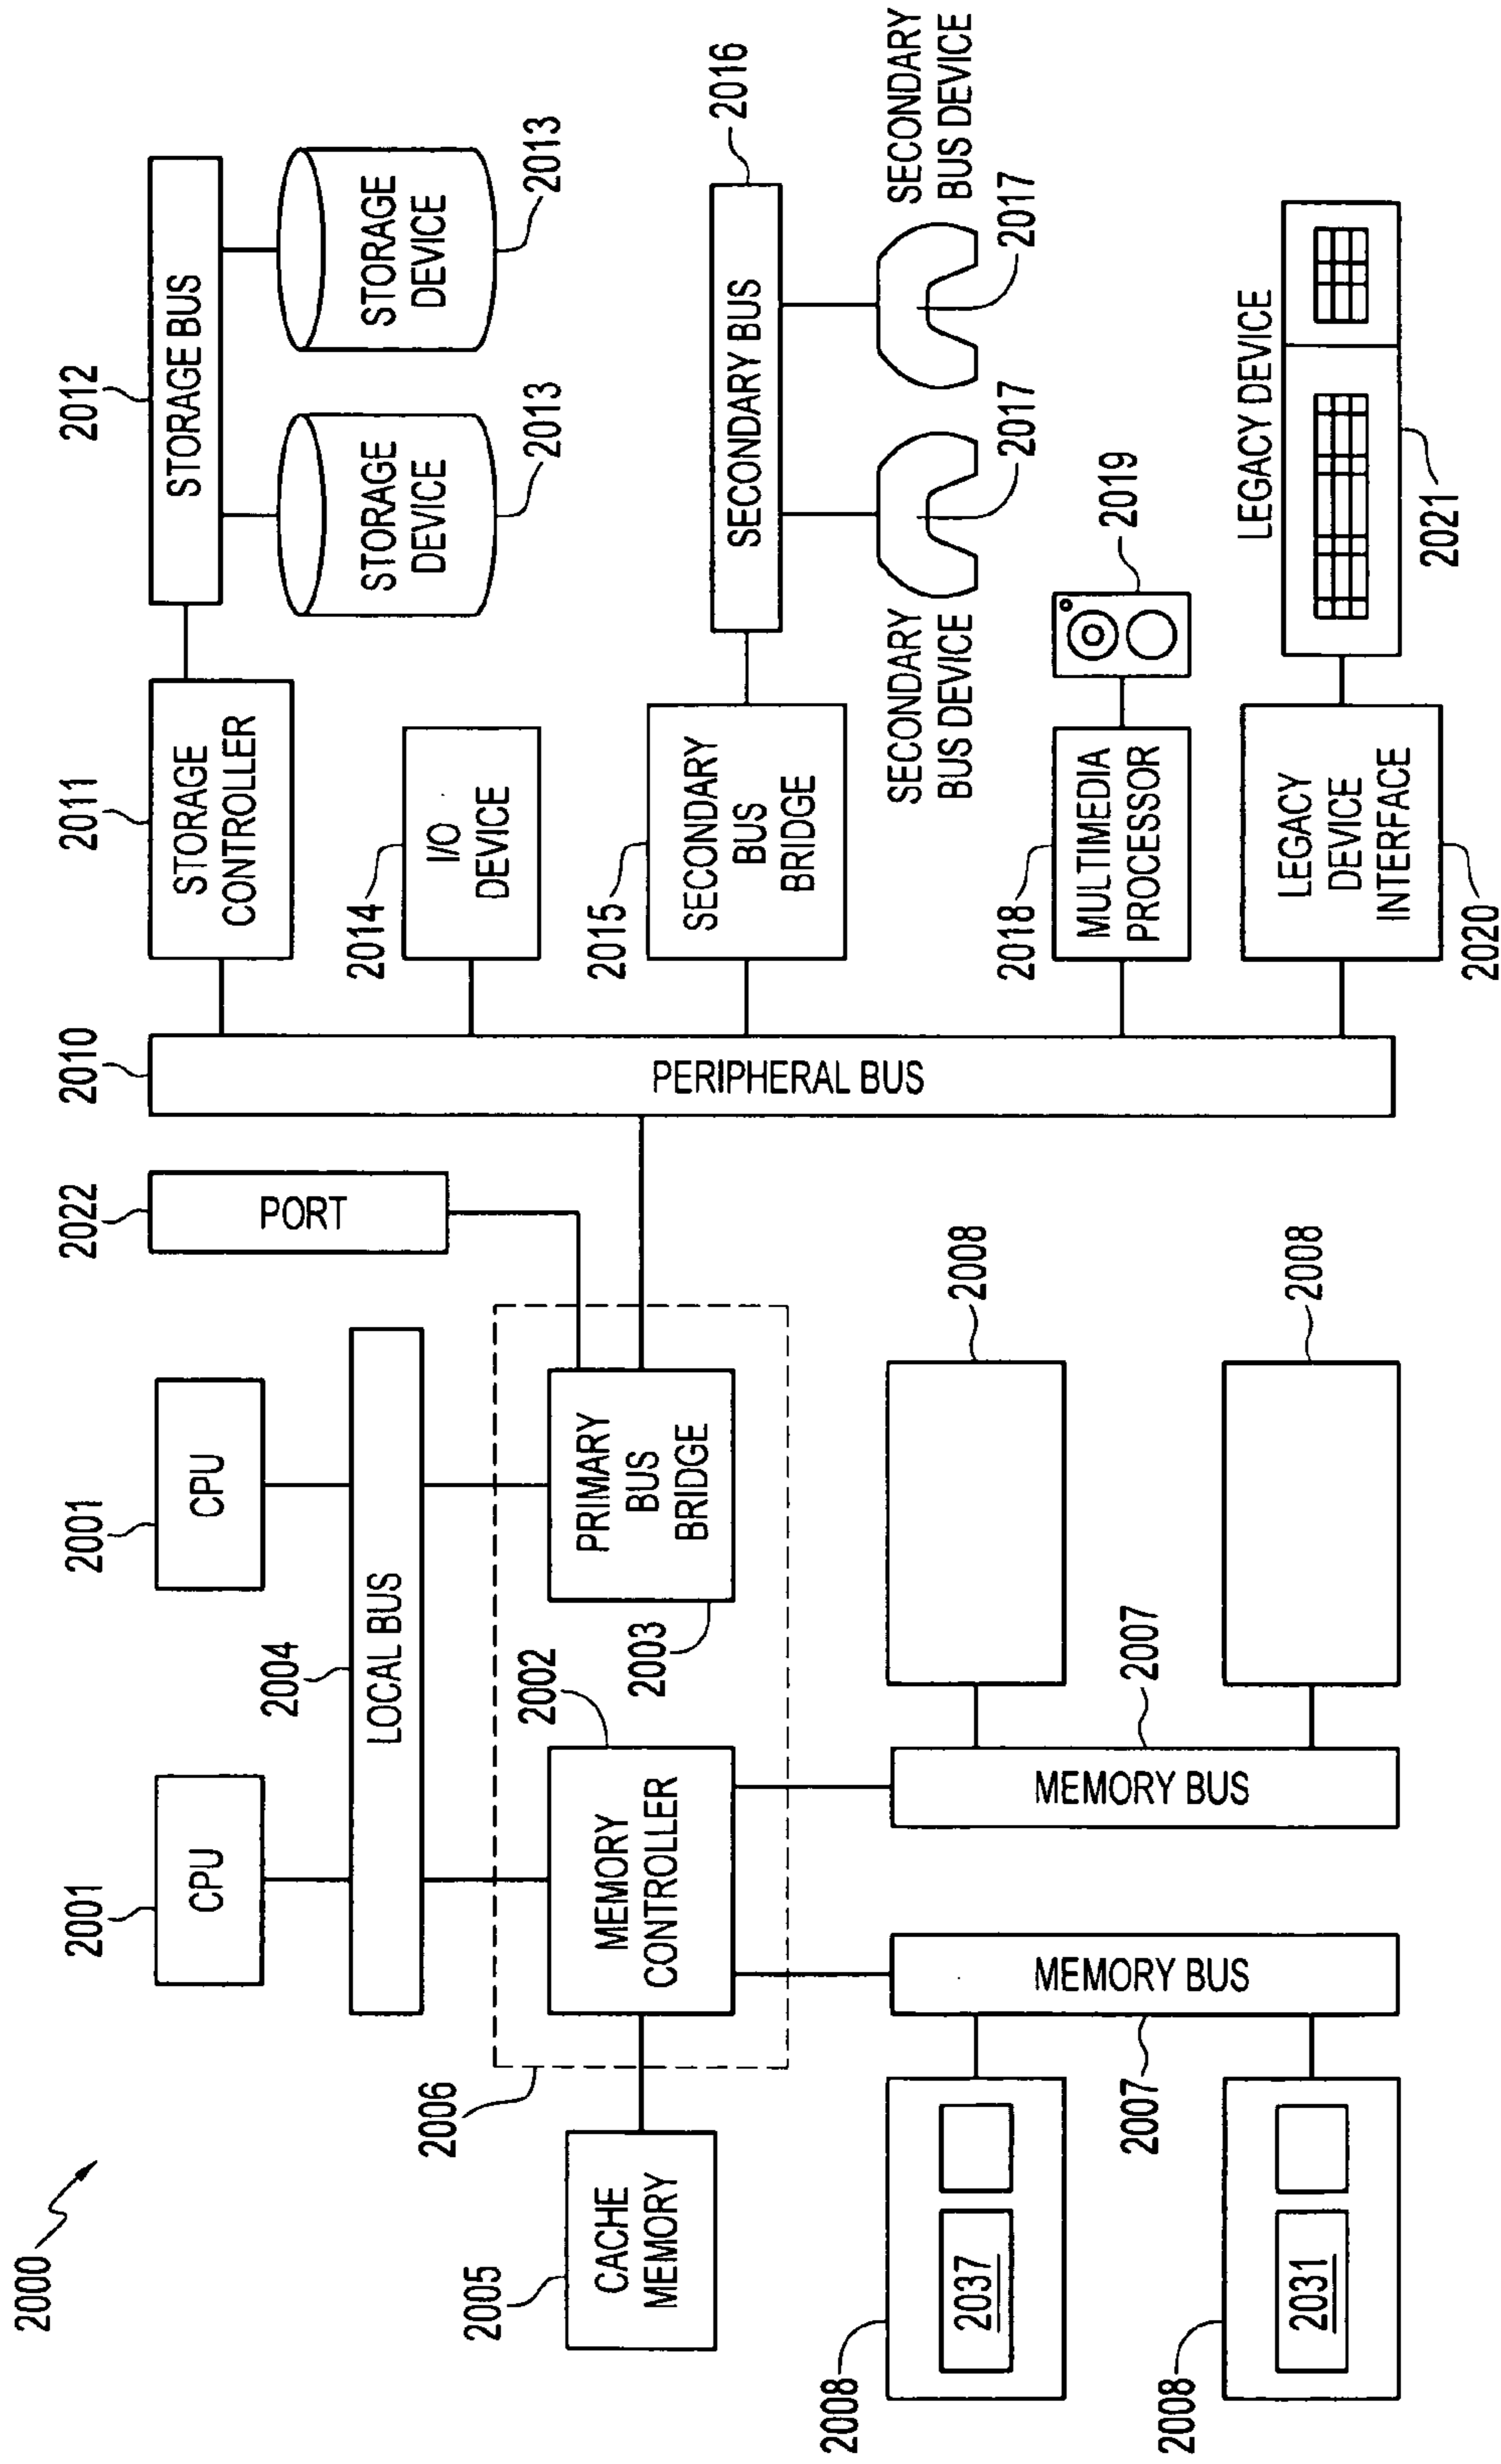 2000
2001
CPU
2001
CPU
2004
LOCAL BUS
2022
PORT
2010
PERIPHERAL BUS
2011
STORAGE
CONTROLLER
2012
STORAGE BUS
STORAGE
DEVICE
2013
STORAGE
DEVICE
2013
2014
I/O
DEVICE
2005
CACHE
MEMORY
2006
2002
MEMORY
CONTROLLER
2003
PRIMARY
BUS
BRIDGE
2015
SECONDARY
BUS
BRIDGE
SECONDARY BUS
2016
SECONDARY
BUS DEVICE
2017
SECONDARY
BUS DEVICE
2017
2008
2037
2008
2031
2007
MEMORY BUS
MEMORY BUS
2007
2008
2008
2018
MULTIMEDIA
PROCESSOR
2019
LEGACY
DEVICE
INTERFACE
2020
LEGACY DEVICE
2021